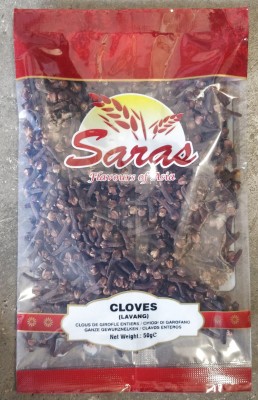 Saras
Flavours of Asia
CLOVES
(LAVANG)
CLOUS DE GIROFLE ENTIERS / CHIODI DI GAROFANO
GANZE GEWURZNELKEN / CLAVOS ENTEROS
Net Weight.: 50g℮